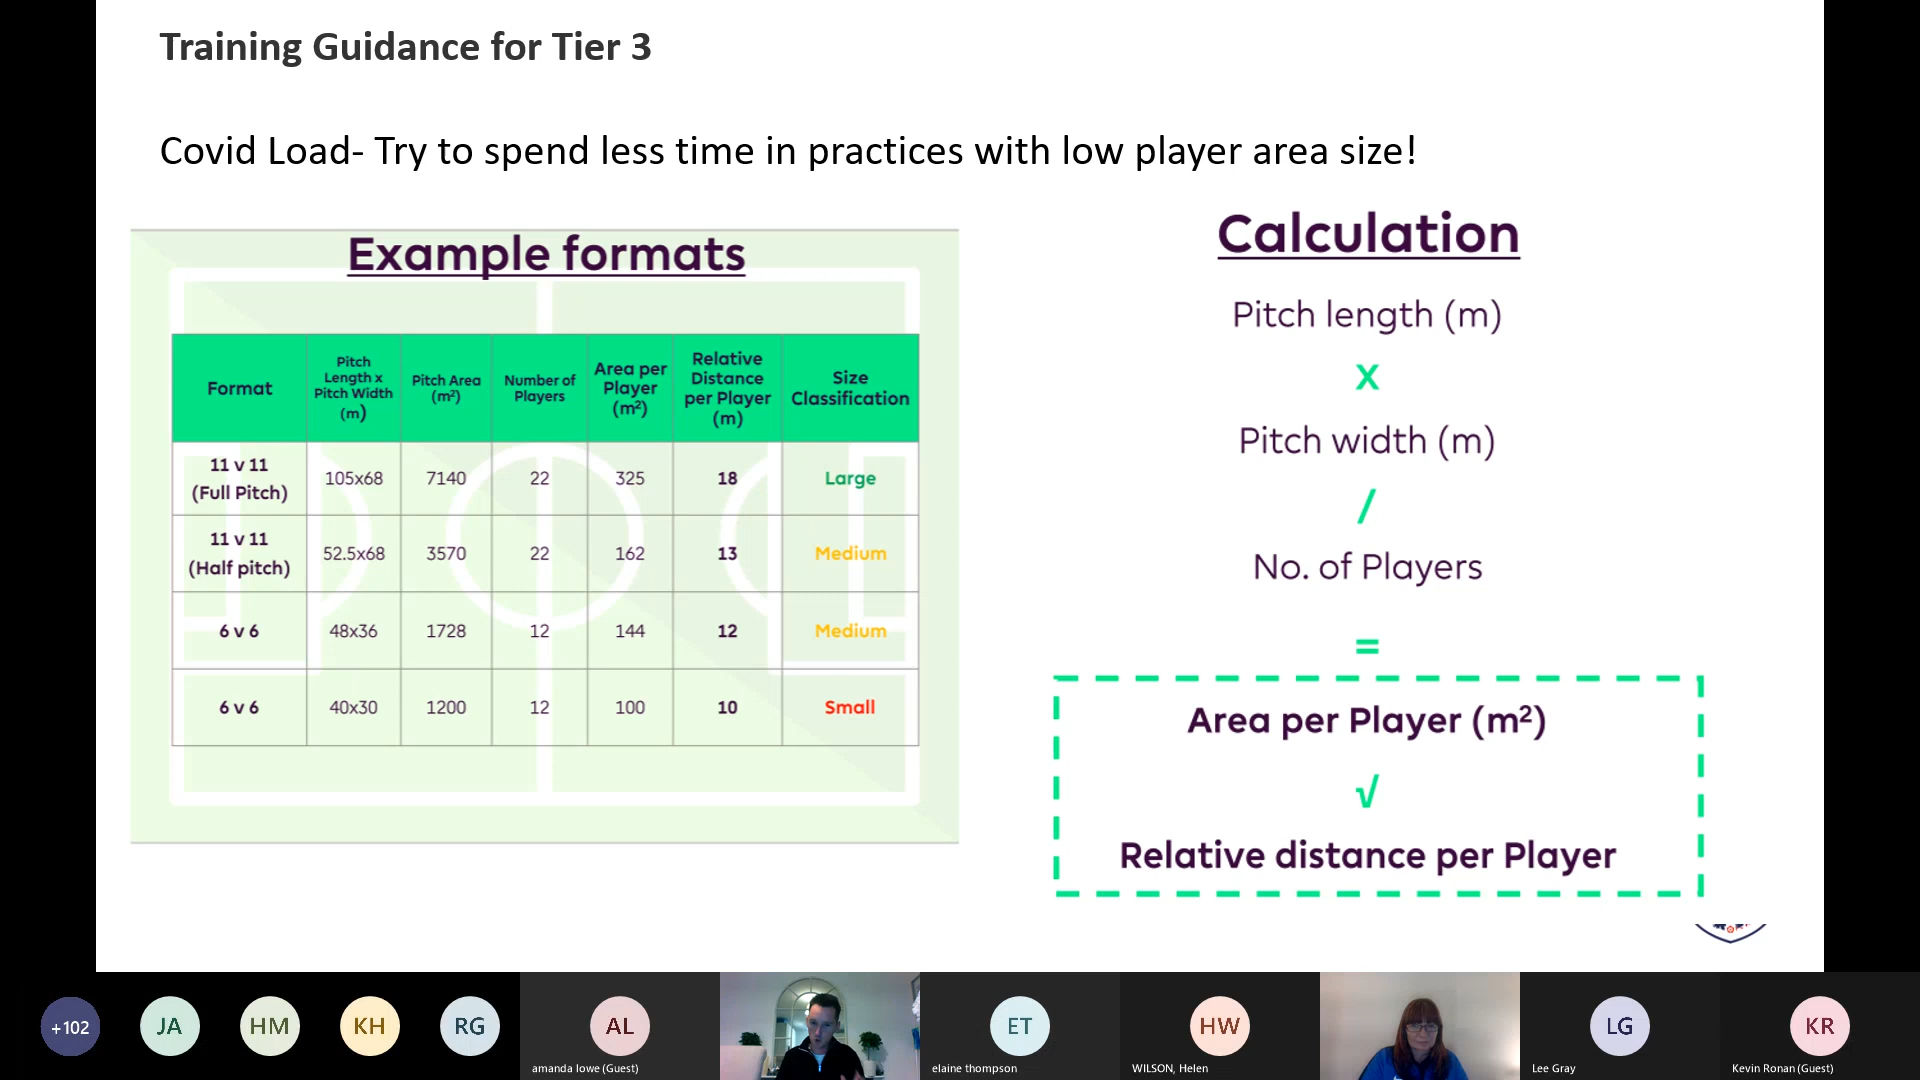 Training Guidance for Tier 3
Covid Load- Try to spend less time in practices with low player area size!
Example formats
Format
Pitch
Length x
Pitch Width
(m)
Pitch Area
(m²)
Number of
Players
Area per
Player
(m²)
Relative
Distance
per Player
(m)
Size
Classification
11 v 11
(Full Pitch)
105x68
7140
22
325
18
Large
11 v 11
(Half pitch)
52.5x68
3570
22
162
13
Medium
6 v 6
48x36
1728
12
144
12
Medium
6 v 6
40x30
1200
12
100
10
Small
Calculation
Pitch length (m)
x
Pitch width (m)
/
No. of Players
=
Area per Player (m²)
√
Relative distance per Player
+102
JA
HM
KH
RG
AL
amanda lowe (Guest)
ET
elaine thompson
HW
WILSON, Helen
LG
Lee Gray
KR
Kevin Ronan (Guest)